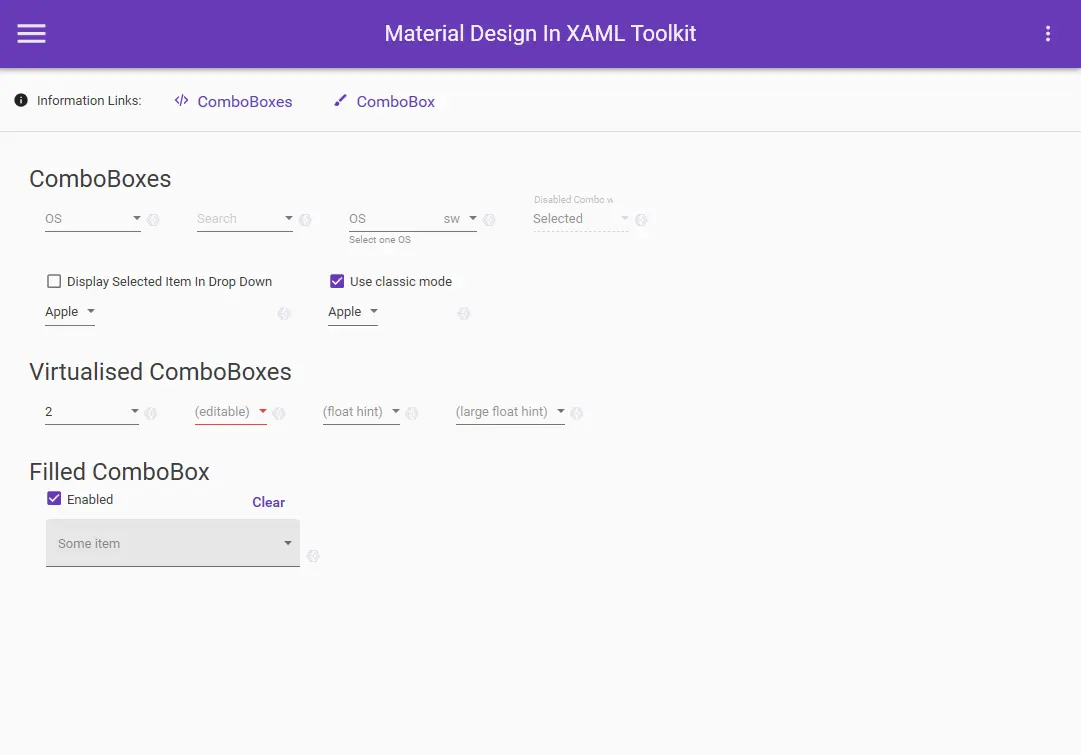 Material Design In XAML Toolkit
Information Links: ComboBoxes ComboBox
ComboBoxes
Disabled Combo w
OS Search OS sw Selected
Select one OS
Display Selected Item In Drop Down Use classic mode
Apple Apple
Virtualised ComboBoxes
2 (editable) (float hint) (large float hint)
Filled ComboBox
Enabled Clear
Some item